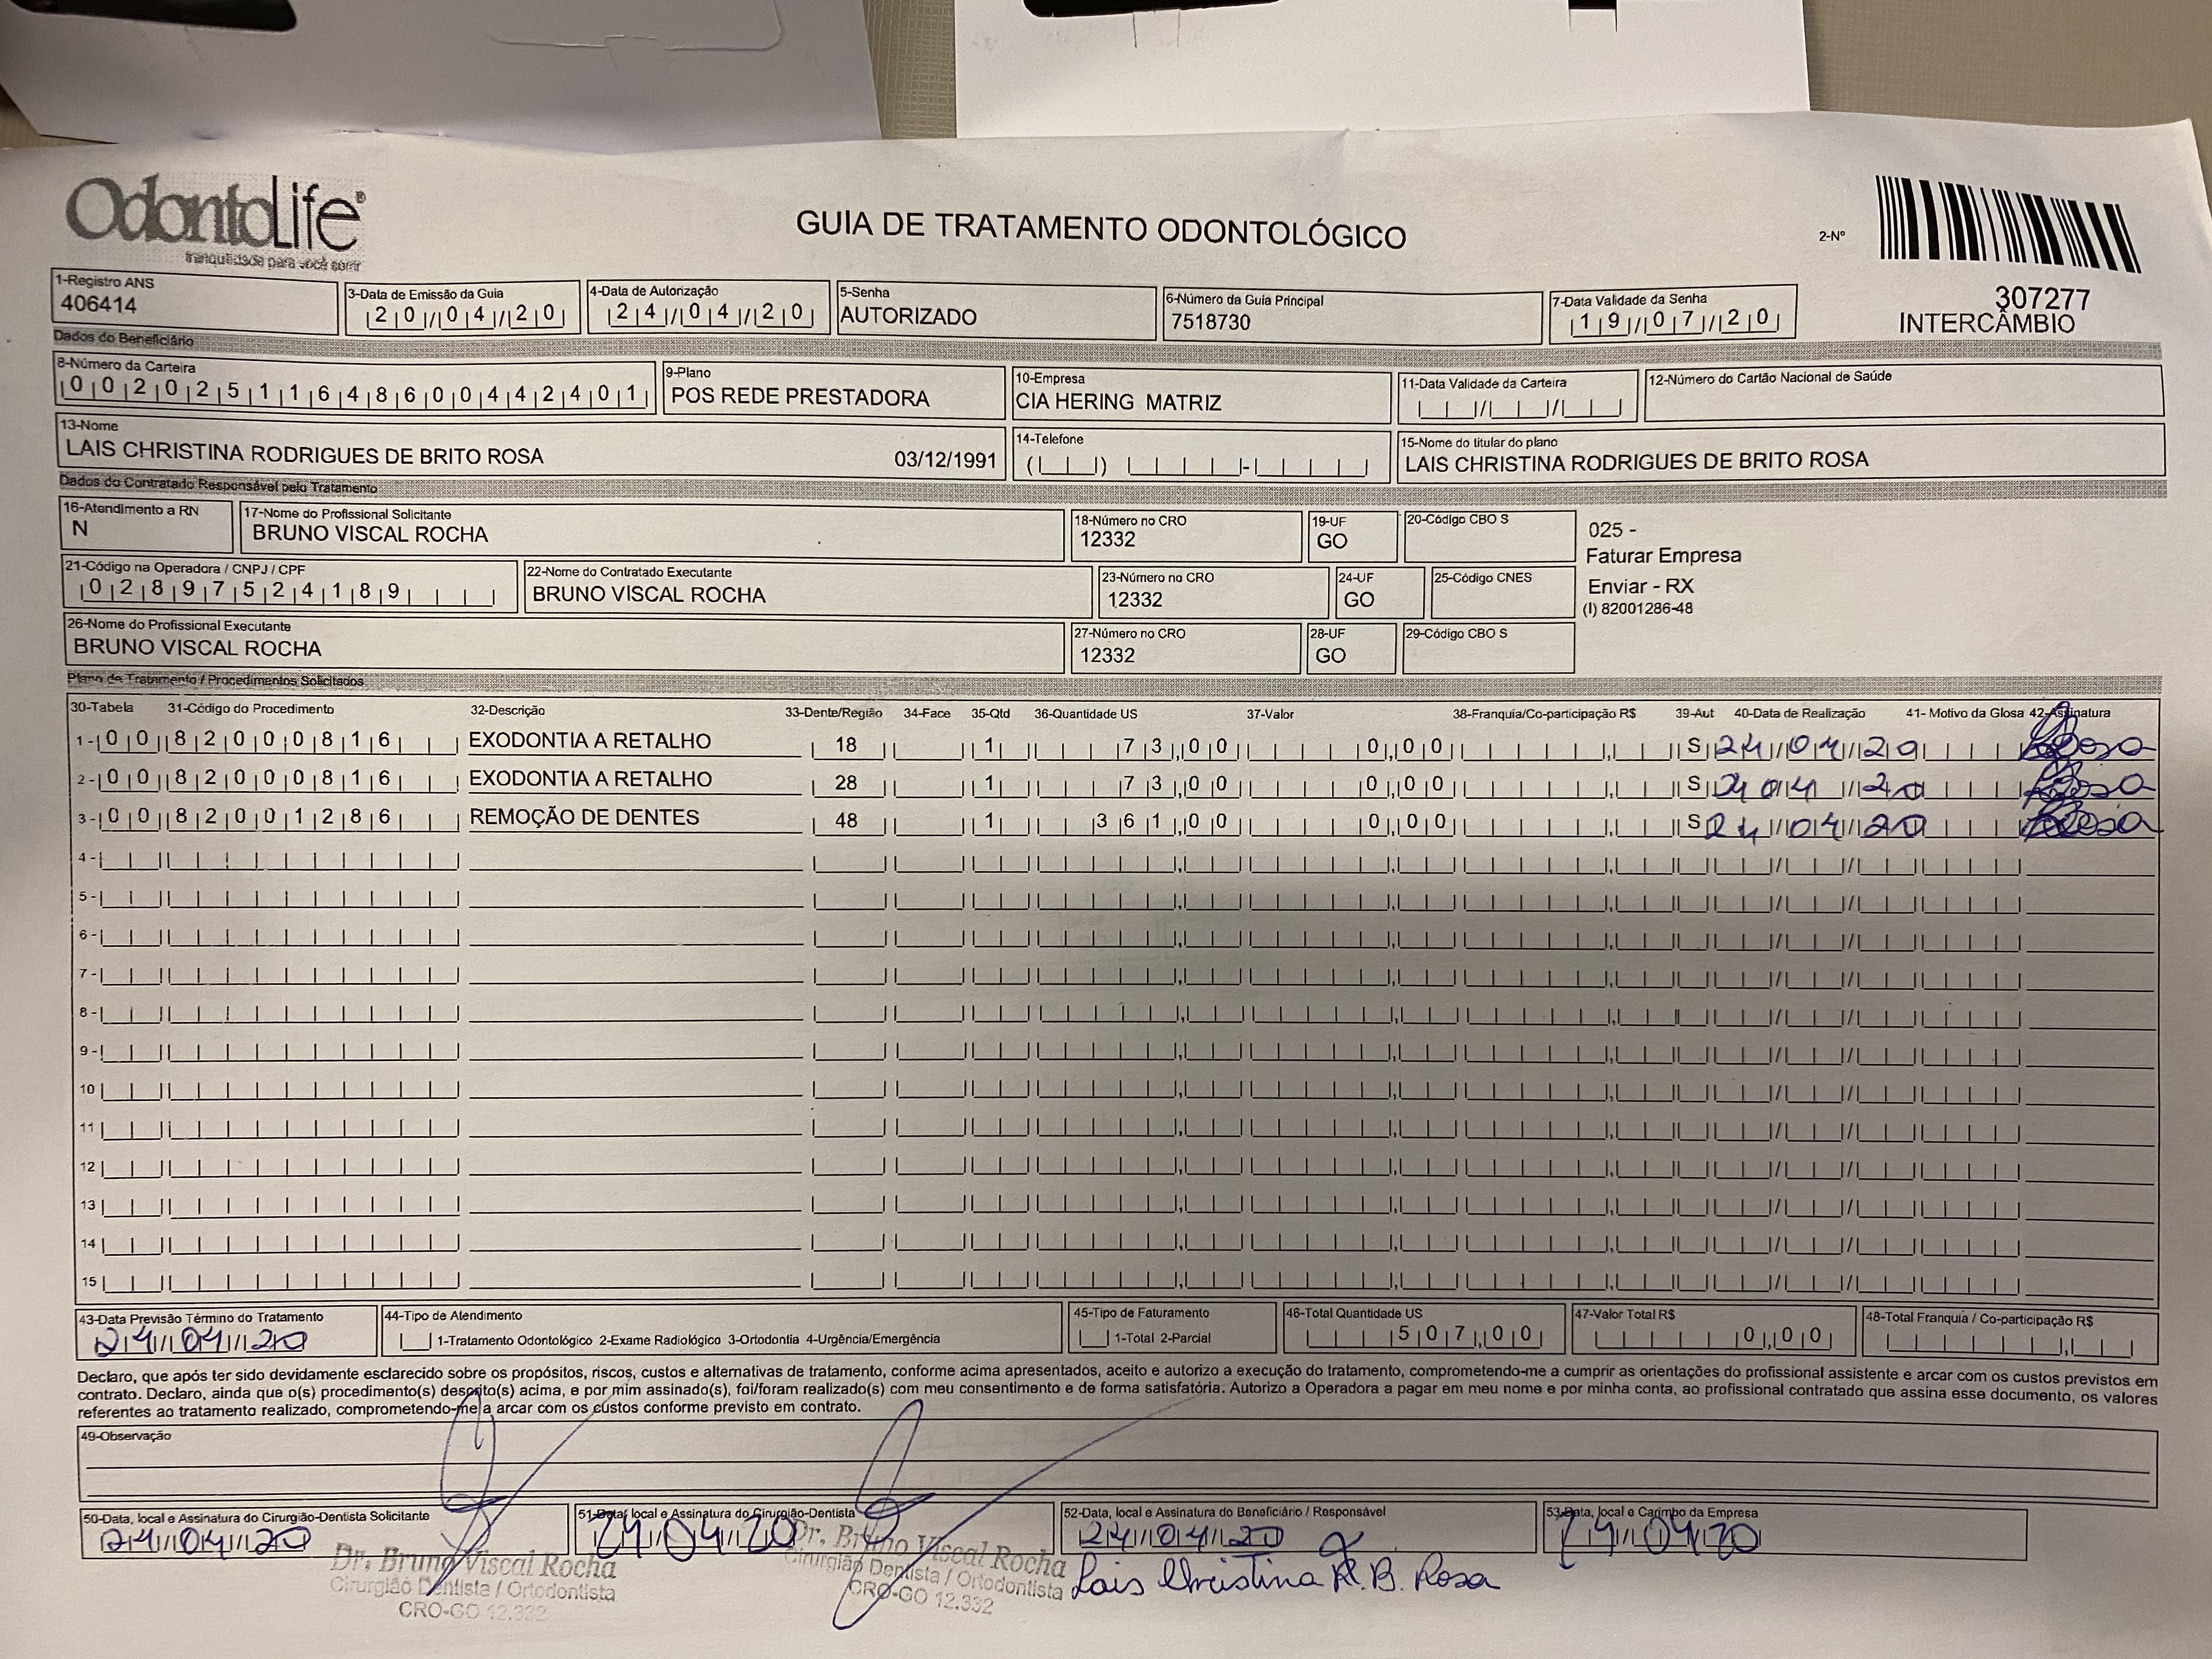 OdontoLife®
tranquilidade para você sorrir
GUIA DE TRATAMENTO ODONTOLÓGICO
2-Nº
307277
INTERCÂMBIO
1-Registro ANS
406414
3-Data de Emissão da Guia
20/04/20
4-Data de Autorização
24/04/20
5-Senha
AUTORIZADO
6-Número da Guia Principal
7518730
7-Data Validade da Senha
19/07/20
Dados do Beneficiário
8-Número da Carteira
00202511648600442401
9-Plano
POS REDE PRESTADORA
10-Empresa
CIA HERING MATRIZ
11-Data Validade da Carteira
12-Número do Cartão Nacional de Saúde
13-Nome
LAIS CHRISTINA RODRIGUES DE BRITO ROSA 03/12/1991
14-Telefone
15-Nome do titular do plano
LAIS CHRISTINA RODRIGUES DE BRITO ROSA
Dados do Contratado Responsável pelo Tratamento
16-Atendimento a RN
N
17-Nome do Profissional Solicitante
BRUNO VISCAL ROCHA
18-Número no CRO
12332
19-UF
GO
20-Código CBO S
025 -
Faturar Empresa
Enviar - RX
(I) 82001286-48
21-Código na Operadora / CNPJ / CPF
02897524189
22-Nome do Contratado Executante
BRUNO VISCAL ROCHA
23-Número no CRO
12332
24-UF
GO
25-Código CNES
26-Nome do Profissional Executante
BRUNO VISCAL ROCHA
27-Número no CRO
12332
28-UF
GO
29-Código CBO S
Plano de Tratamento / Procedimentos Solicitados
30-Tabela 31-Código do Procedimento 32-Descrição 33-Dente/Região 34-Face 35-Qtd 36-Quantidade US 37-Valor 38-Franquia/Co-participação R$ 39-Aut 40-Data de Realização 41- Motivo da Glosa 42-Assinatura
1- 00 82000816 EXODONTIA A RETALHO 18 1 73,00 0,00 S 24/04/20 Rosa
2- 00 82000816 EXODONTIA A RETALHO 28 1 73,00 0,00 S 24/04/20 Rosa
3- 00 82001286 REMOÇÃO DE DENTES 48 1 361,00 0,00 S 24/04/20 Rosa
4-
5-
6-
7-
8-
9-
10
11
12
13
14
15
43-Data Previsão Término do Tratamento
24/04/20
44-Tipo de Atendimento
1-Tratamento Odontológico 2-Exame Radiológico 3-Ortodontia 4-Urgência/Emergência
45-Tipo de Faturamento
1-Total 2-Parcial
46-Total Quantidade US
507,00
47-Valor Total R$
0,00
48-Total Franquia / Co-participação R$
Declaro, que após ter sido devidamente esclarecido sobre os propósitos, riscos, custos e alternativas de tratamento, conforme acima apresentados, aceito e autorizo a execução do tratamento, comprometendo-me a cumprir as orientações do profissional assistente e arcar com os custos previstos em
contrato. Declaro, ainda que o(s) procedimento(s) descrito(s) acima, e por mim assinado(s), foi/foram realizado(s) com meu consentimento e de forma satisfatória. Autorizo a Operadora a pagar em meu nome e por minha conta, ao profissional contratado que assina esse documento, os valores
referentes ao tratamento realizado, comprometendo-me a arcar com os custos conforme previsto em contrato.
49-Observação
50-Data, local e Assinatura do Cirurgião-Dentista Solicitante
24/04/20
51-Data, local e Assinatura do Cirurgião-Dentista
24/04/20
52-Data, local e Assinatura do Beneficiário / Responsável
24/04/20
53-Data, local e Carimbo da Empresa
24/04/20
Dr. Bruno Viscal Rocha
Cirurgião Dentista / Ortodontista
CRO-GO 12.332
Dr. Bruno Viscal Rocha
Cirurgião Dentista / Ortodontista
CRO-GO 12.332
Lais Christina R. B. Rosa